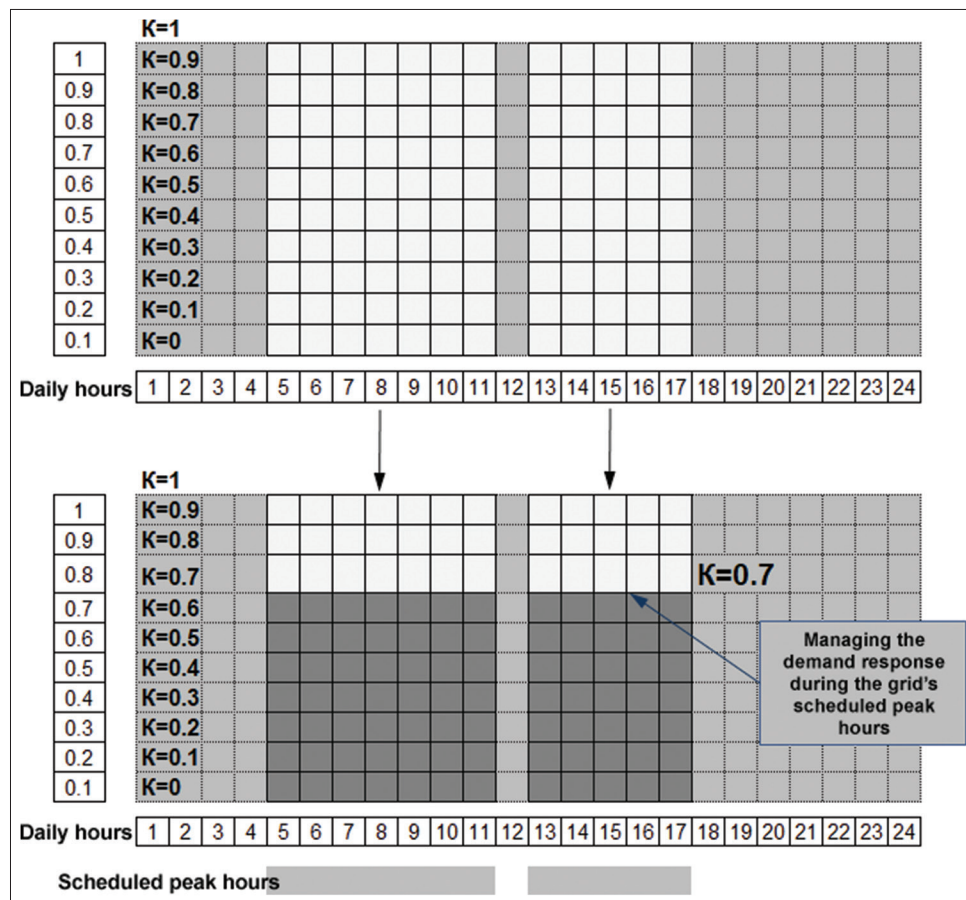 K=1
1 K=0.9
0.9 K=0.8
0.8 K=0.7
0.7 K=0.6
0.6 K=0.5
0.5 K=0.4
0.4 K=0.3
0.3 K=0.2
0.2 K=0.1
0.1 K=0
Daily hours 1 2 3 4 5 6 7 8 9 10 11 12 13 14 15 16 17 18 19 20 21 22 23 24
K=1
1 K=0.9
0.9 K=0.8
0.8 K=0.7 K=0.7
0.7 K=0.6
0.6 K=0.5
0.5 K=0.4
0.4 K=0.3
0.3 K=0.2
0.2 K=0.1
0.1 K=0
Managing the
demand response
during the grid's
scheduled peak
hours
Daily hours 1 2 3 4 5 6 7 8 9 10 11 12 13 14 15 16 17 18 19 20 21 22 23 24
Scheduled peak hours